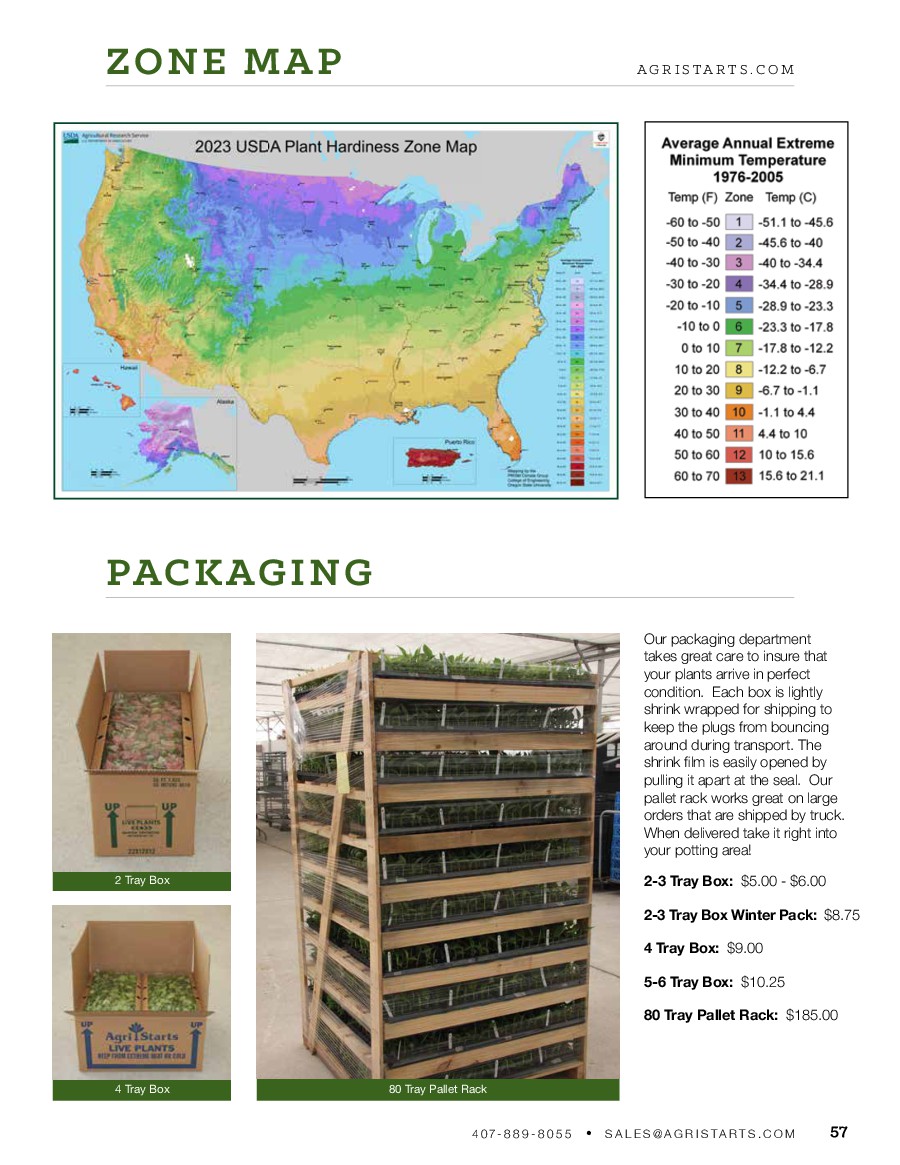 ZONE MAP
AGRISTARTS.COM
USDA Agricultural Research Service
2023 USDA Plant Hardiness Zone Map
Hawaii
Alaska
Puerto Rico
Mapping by the
PRISM Climate Group
College of Engineering
Oregon State University
Average Annual Extreme
Minimum Temperature
1976-2005
Temp (F) Zone Temp (C)
-60 to -50 1 -51.1 to -45.6
-50 to -40 2 -45.6 to -40
-40 to -30 3 -40 to -34.4
-30 to -20 4 -34.4 to -28.9
-20 to -10 5 -28.9 to -23.3
-10 to 0 6 -23.3 to -17.8
0 to 10 7 -17.8 to -12.2
10 to 20 8 -12.2 to -6.7
20 to 30 9 -6.7 to -1.1
30 to 40 10 -1.1 to 4.4
40 to 50 11 4.4 to 10
50 to 60 12 10 to 15.6
60 to 70 13 15.6 to 21.1
PACKAGING
UP UP
LIVE PLANTS
2 Tray Box
UP UP
AgriStarts
LIVE PLANTS
KEEP FROM EXTREME HEAT OR COLD
4 Tray Box
80 Tray Pallet Rack
Our packaging department
takes great care to insure that
your plants arrive in perfect
condition. Each box is lightly
shrink wrapped for shipping to
keep the plugs from bouncing
around during transport. The
shrink film is easily opened by
pulling it apart at the seal. Our
pallet rack works great on large
orders that are shipped by truck.
When delivered take it right into
your potting area!
2-3 Tray Box: $5.00 - $6.00
2-3 Tray Box Winter Pack: $8.75
4 Tray Box: $9.00
5-6 Tray Box: $10.25
80 Tray Pallet Rack: $185.00
407-889-8055 • SALES@AGRISTARTS.COM 57